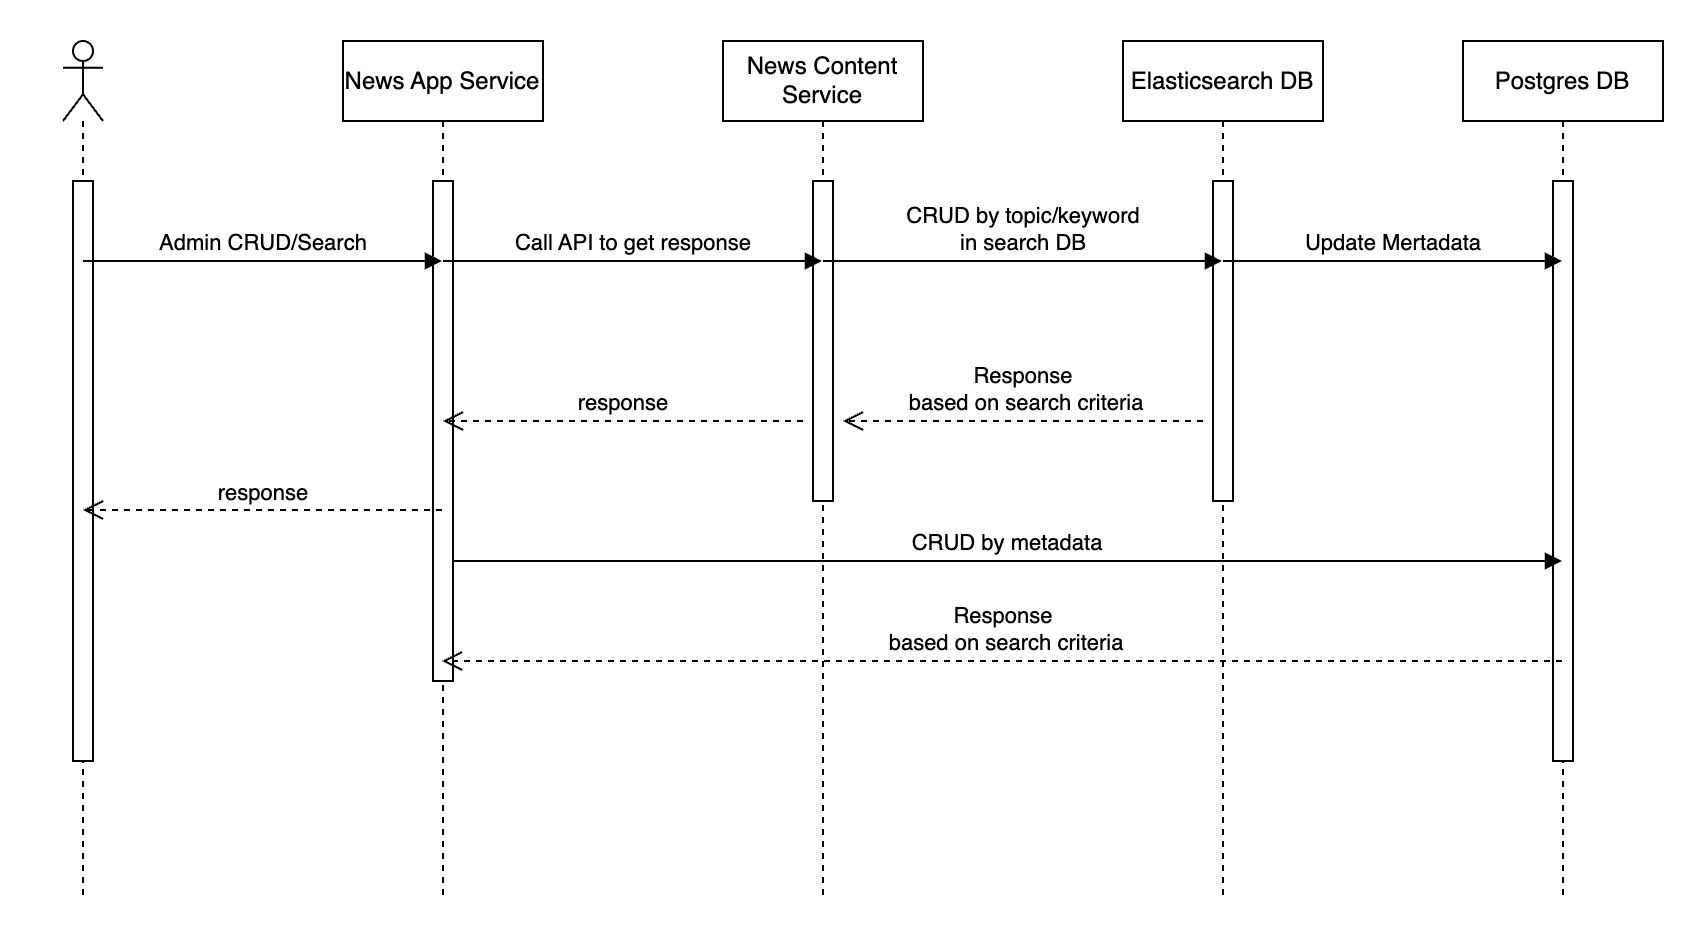 News App Service
News Content
Service
Elasticsearch DB
Postgres DB
Admin CRUD/Search
Call API to get response
CRUD by topic/keyword
in search DB
Update Mertadata
response
Response
based on search criteria
response
CRUD by metadata
Response
based on search criteria